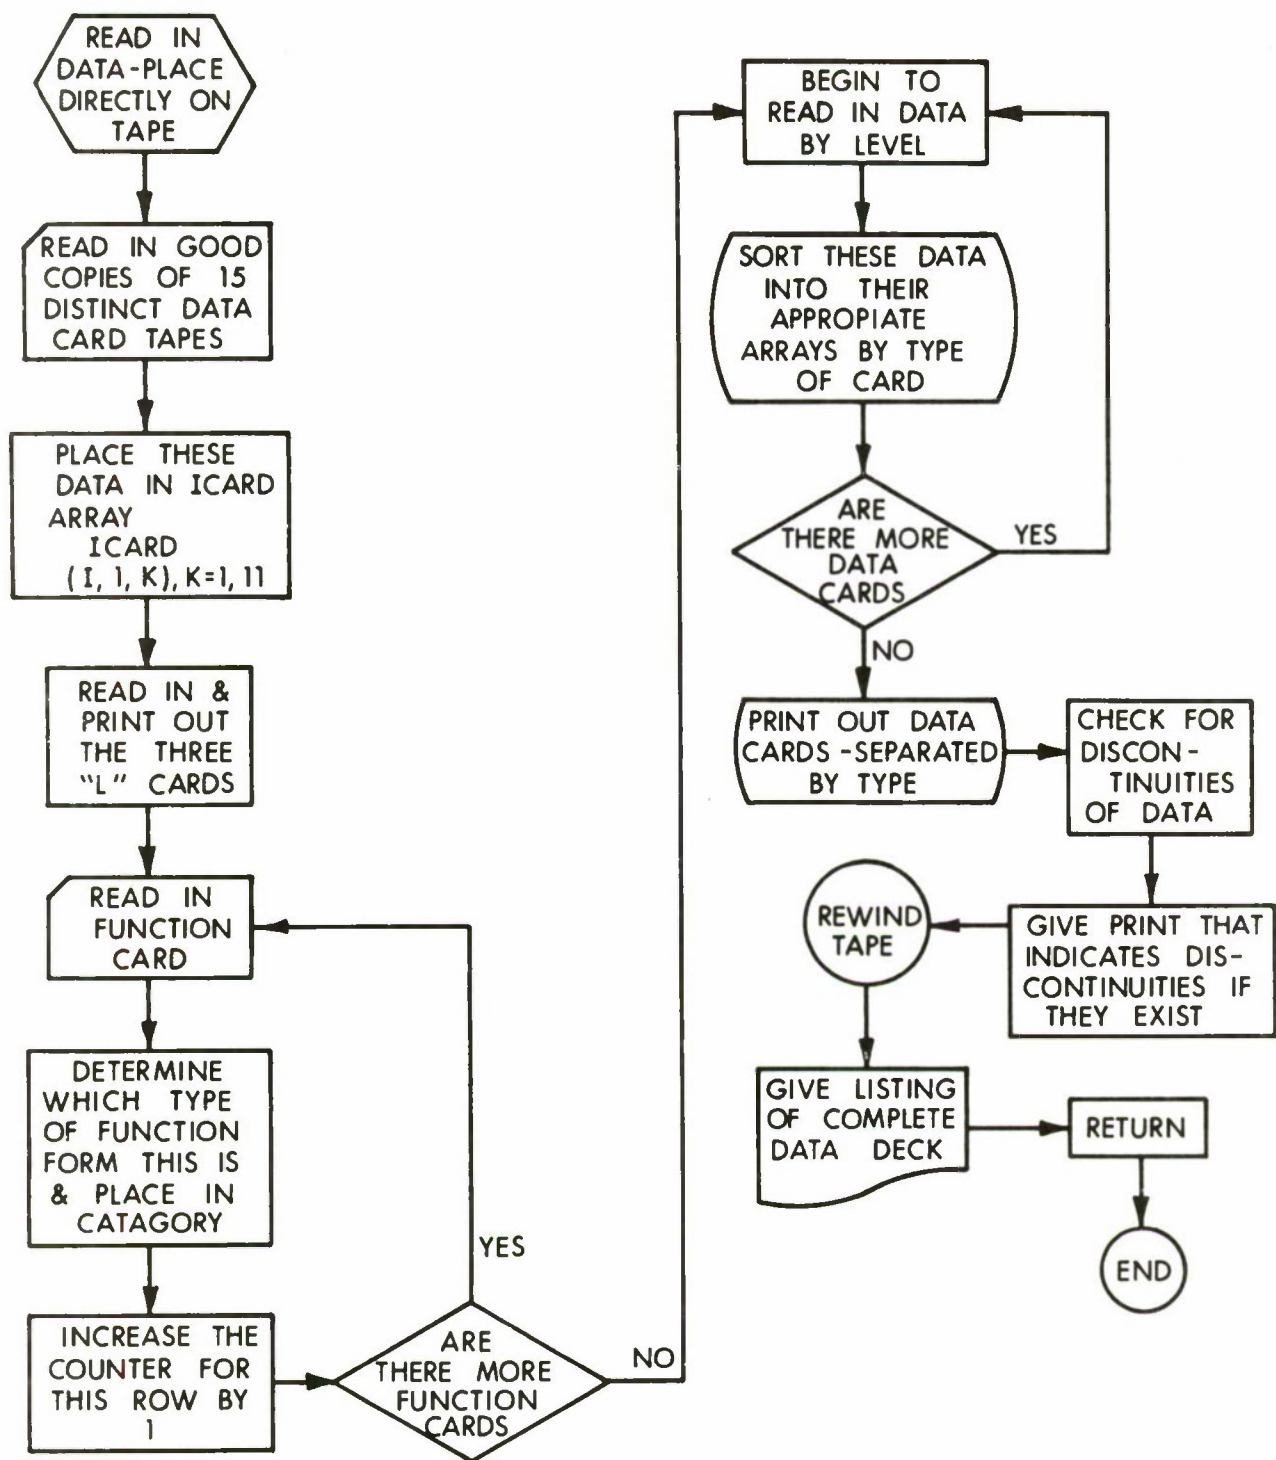 READ IN
DATA-PLACE
DIRECTLY ON
TAPE
READ IN GOOD
COPIES OF 15
DISTINCT DATA
CARD TAPES
PLACE THESE
DATA IN ICARD
ARRAY
ICARD
(I, 1, K), K=1, 11
READ IN &
PRINT OUT
THE THREE
"L" CARDS
READ IN
FUNCTION
CARD
DETERMINE
WHICH TYPE
OF FUNCTION
FORM THIS IS
& PLACE IN
CATAGORY
INCREASE THE
COUNTER FOR
THIS ROW BY
1
ARE
THERE MORE
FUNCTION
CARDS
YES
NO
BEGIN TO
READ IN DATA
BY LEVEL
SORT THESE DATA
INTO THEIR
APPROPIATE
ARRAYS BY TYPE
OF CARD
ARE
THERE MORE
DATA
CARDS
YES
NO
PRINT OUT DATA
CARDS -SEPARATED
BY TYPE
CHECK FOR
DISCON-
TINUITIES
OF DATA
GIVE PRINT THAT
INDICATES DIS-
CONTINUITIES IF
THEY EXIST
REWIND
TAPE
GIVE LISTING
OF COMPLETE
DATA DECK
RETURN
END